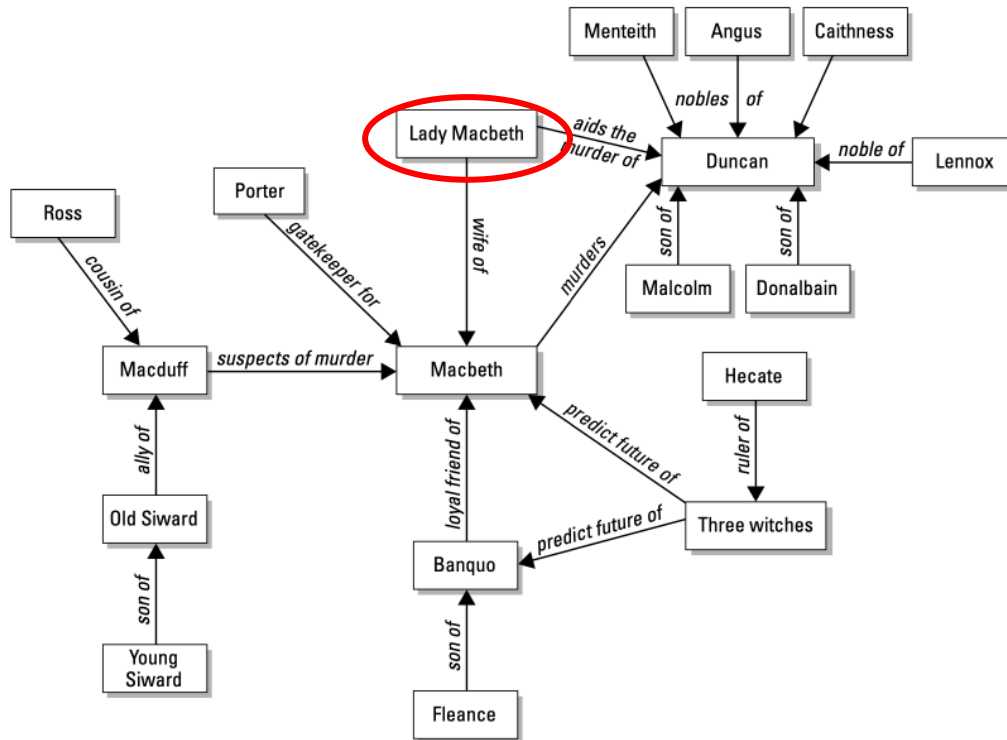 Menteith
Angus
Caithness
nobles of
Lady Macbeth
aids the
murder of
Duncan
noble of
Lennox
Porter
Ross
gatekeeper for
wife of
murders
son of
son of
Malcolm
Donalbain
cousin of
Macduff
suspects of murder
Macbeth
Hecate
predict future of
ruler of
ally of
loyal friend of
Old Siward
predict future of
Three witches
Banquo
son of
son of
Young
Siward
Fleance